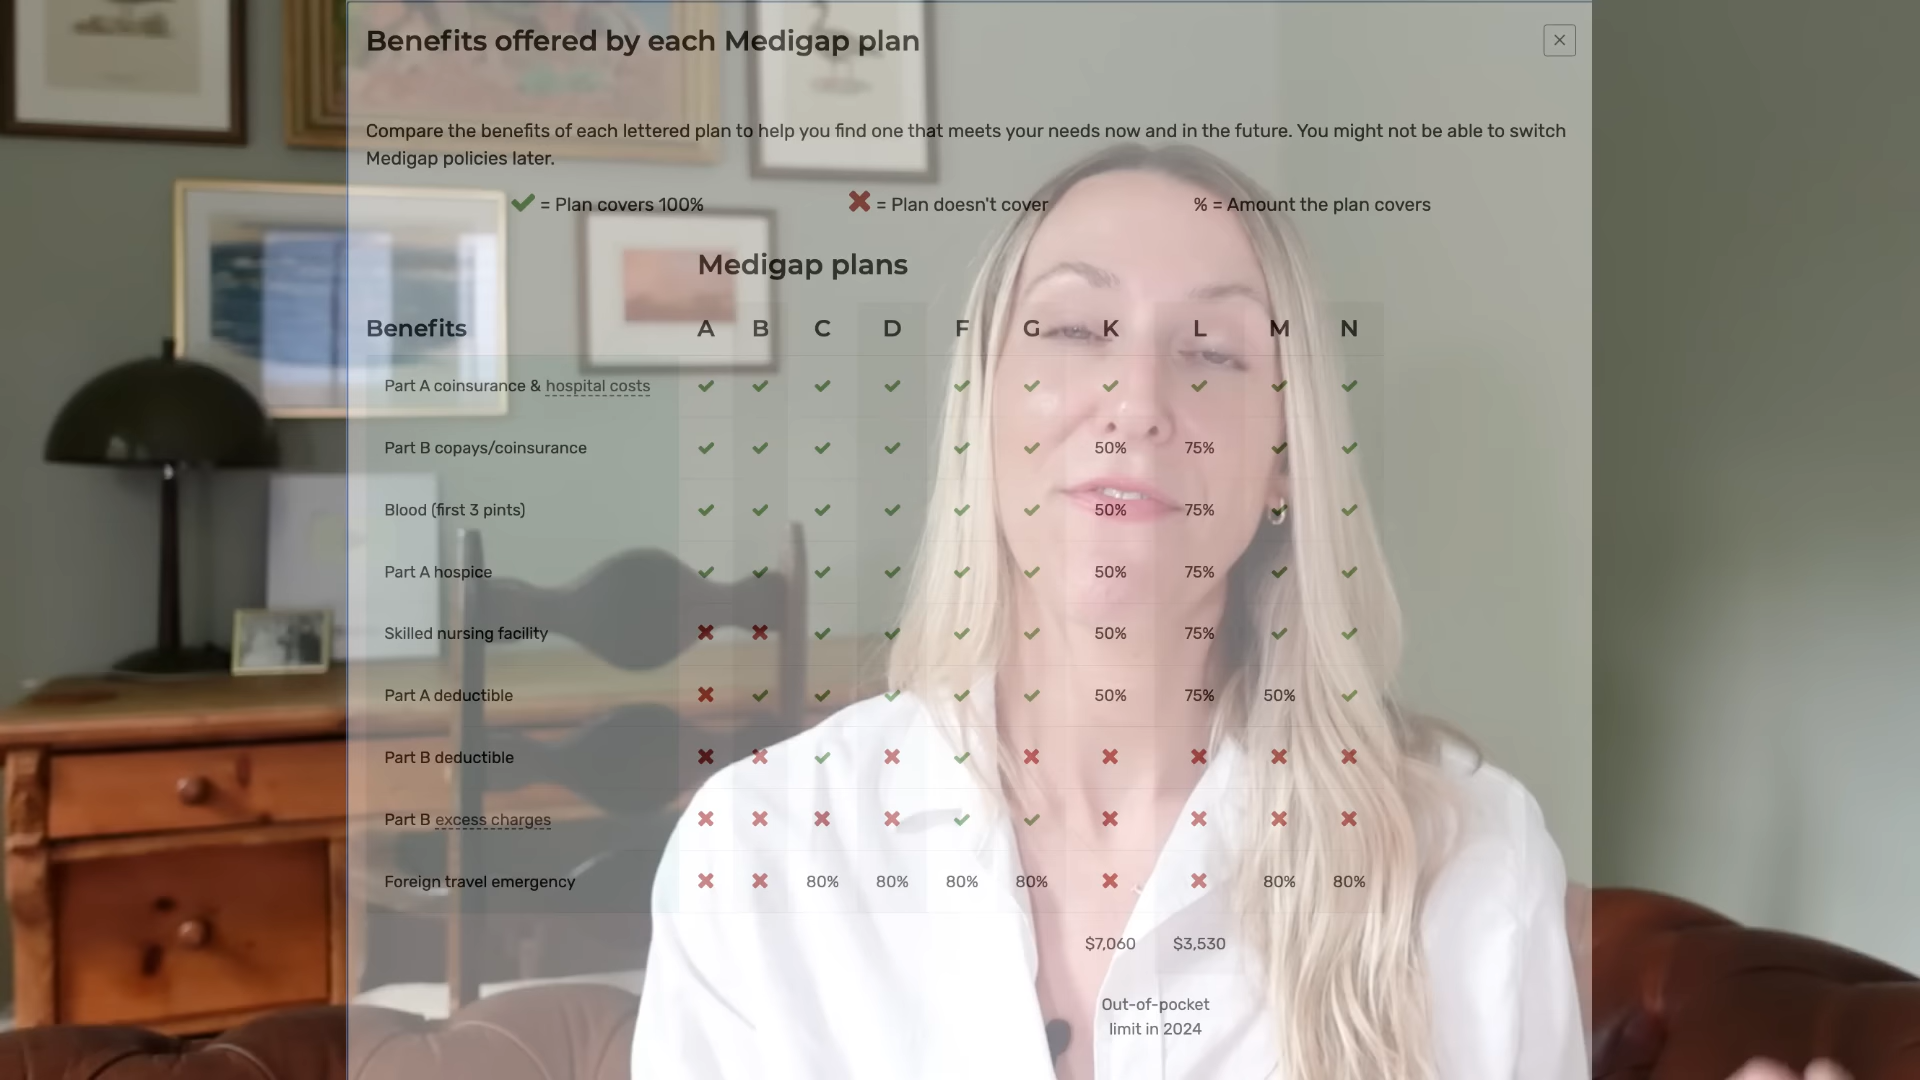 Benefits offered by each Medigap plan
Compare the benefits of each lettered plan to help you find one that meets your needs now and in the future. You might not be able to switch
Medigap policies later.
✔ = Plan covers 100% ✖ = Plan doesn't cover % = Amount the plan covers
Medigap plans
Benefits A B C D F G K L M N
Part A coinsurance & hospital costs ✔ ✔ ✔ ✔ ✔ ✔ ✔ ✔ ✔ ✔
Part B copays/coinsurance ✔ ✔ ✔ ✔ ✔ ✔ 50% 75% ✔ ✔
Blood (first 3 pints) ✔ ✔ ✔ ✔ ✔ ✔ 50% 75% ✔ ✔
Part A hospice ✔ ✔ ✔ ✔ ✔ ✔ 50% 75% ✔ ✔
Skilled nursing facility ✖ ✖ ✔ ✔ ✔ ✔ 50% 75% ✔ ✔
Part A deductible ✖ ✔ ✔ ✔ ✔ ✔ 50% 75% 50% ✔
Part B deductible ✖ ✖ ✔ ✖ ✔ ✖ ✖ ✖ ✖ ✖
Part B excess charges ✖ ✖ ✖ ✖ ✔ ✔ ✖ ✖ ✖ ✖
Foreign travel emergency ✖ ✖ 80% 80% 80% 80% ✖ ✖ 80% 80%
$7,060 $3,530
Out-of-pocket
limit in 2024